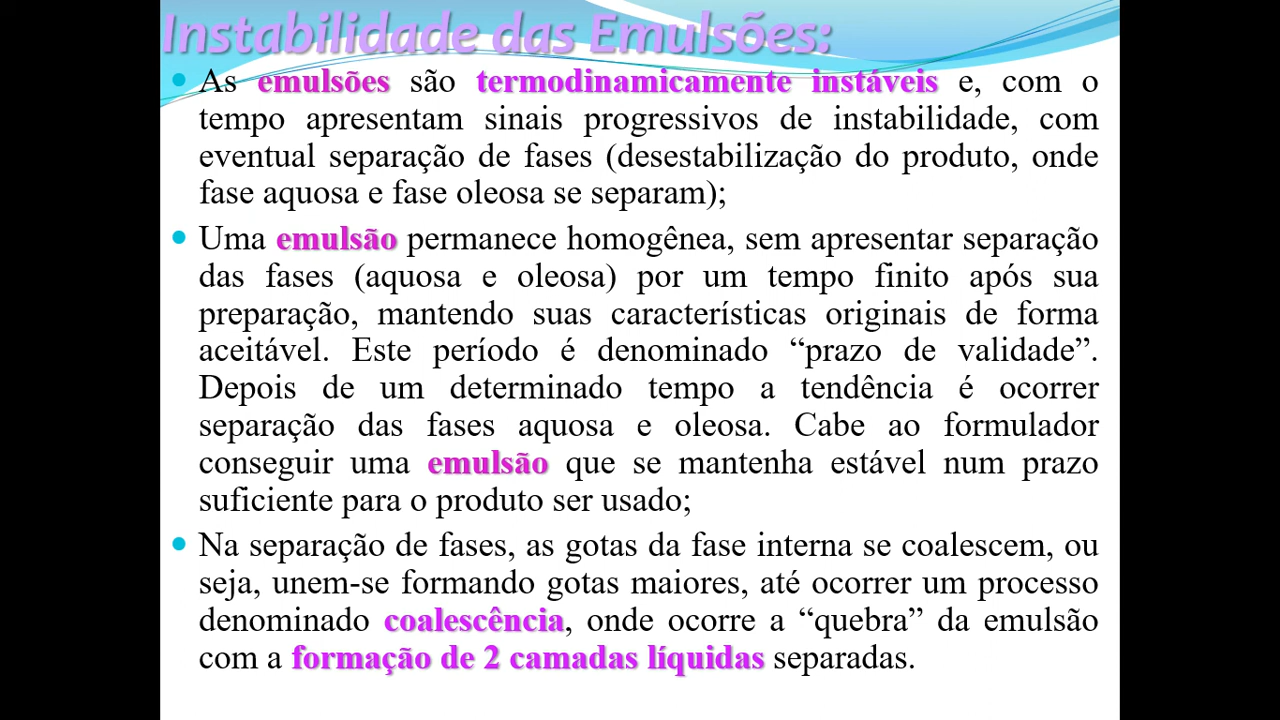 Instabilidade das Emulsões:
As emulsões são termodinamicamente instáveis e, com o
tempo apresentam sinais progressivos de instabilidade, com
eventual separação de fases (desestabilização do produto, onde
fase aquosa e fase oleosa se separam);
Uma emulsão permanece homogênea, sem apresentar separação
das fases (aquosa e oleosa) por um tempo finito após sua
preparação, mantendo suas características originais de forma
aceitável. Este período é denominado “prazo de validade”.
Depois de um determinado tempo a tendência é ocorrer
separação das fases aquosa e oleosa. Cabe ao formulador
conseguir uma emulsão que se mantenha estável num prazo
suficiente para o produto ser usado;
Na separação de fases, as gotas da fase interna se coalescem, ou
seja, unem-se formando gotas maiores, até ocorrer um processo
denominado coalescência, onde ocorre a “quebra” da emulsão
com a formação de 2 camadas líquidas separadas.